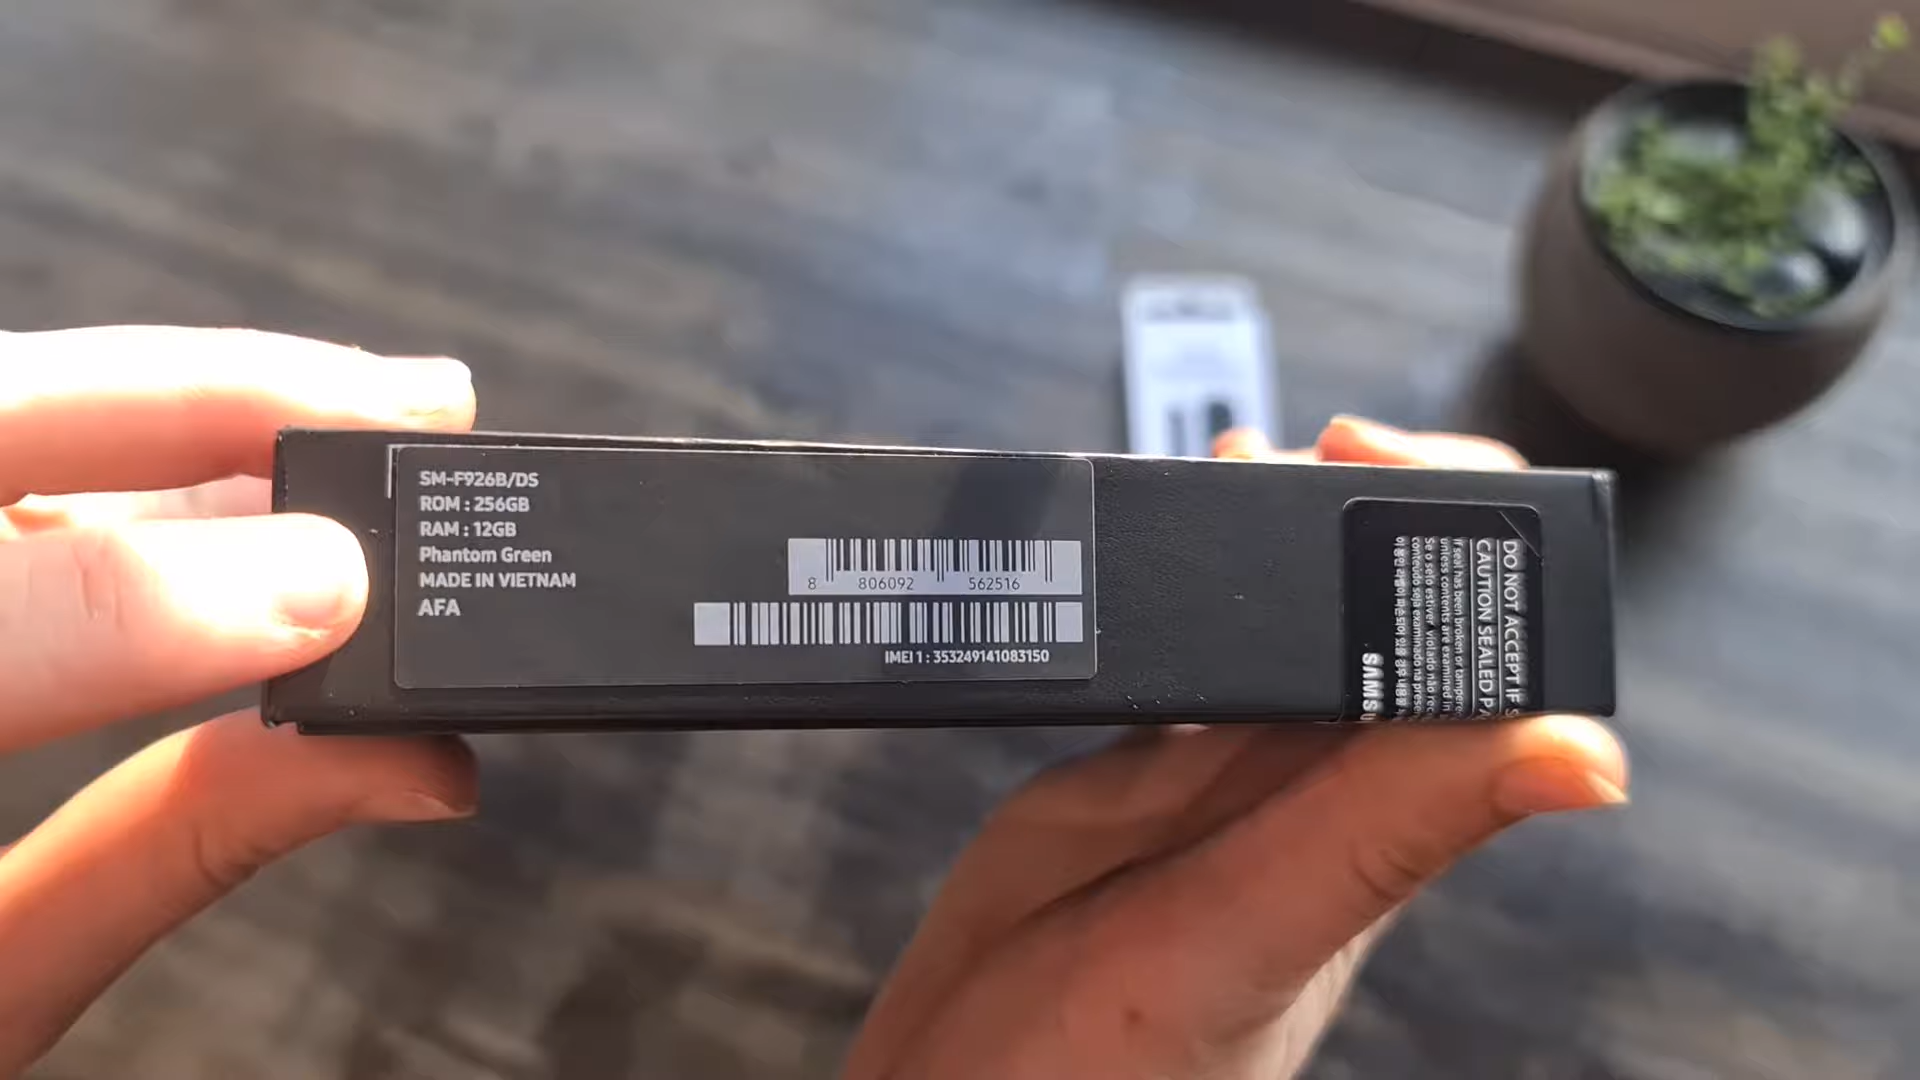 SM-F926B/DS
ROM : 256GB
RAM : 12GB
Phantom Green
MADE IN VIETNAM
AFA
8 806092 562516
IMEI 1 : 353249141083150
DO NOT ACCEPT IF
CAUTION SEALED
If seal has been broken or
unless contents are examined in
Se o selo estiver violado não
conteúdo seja examinado na